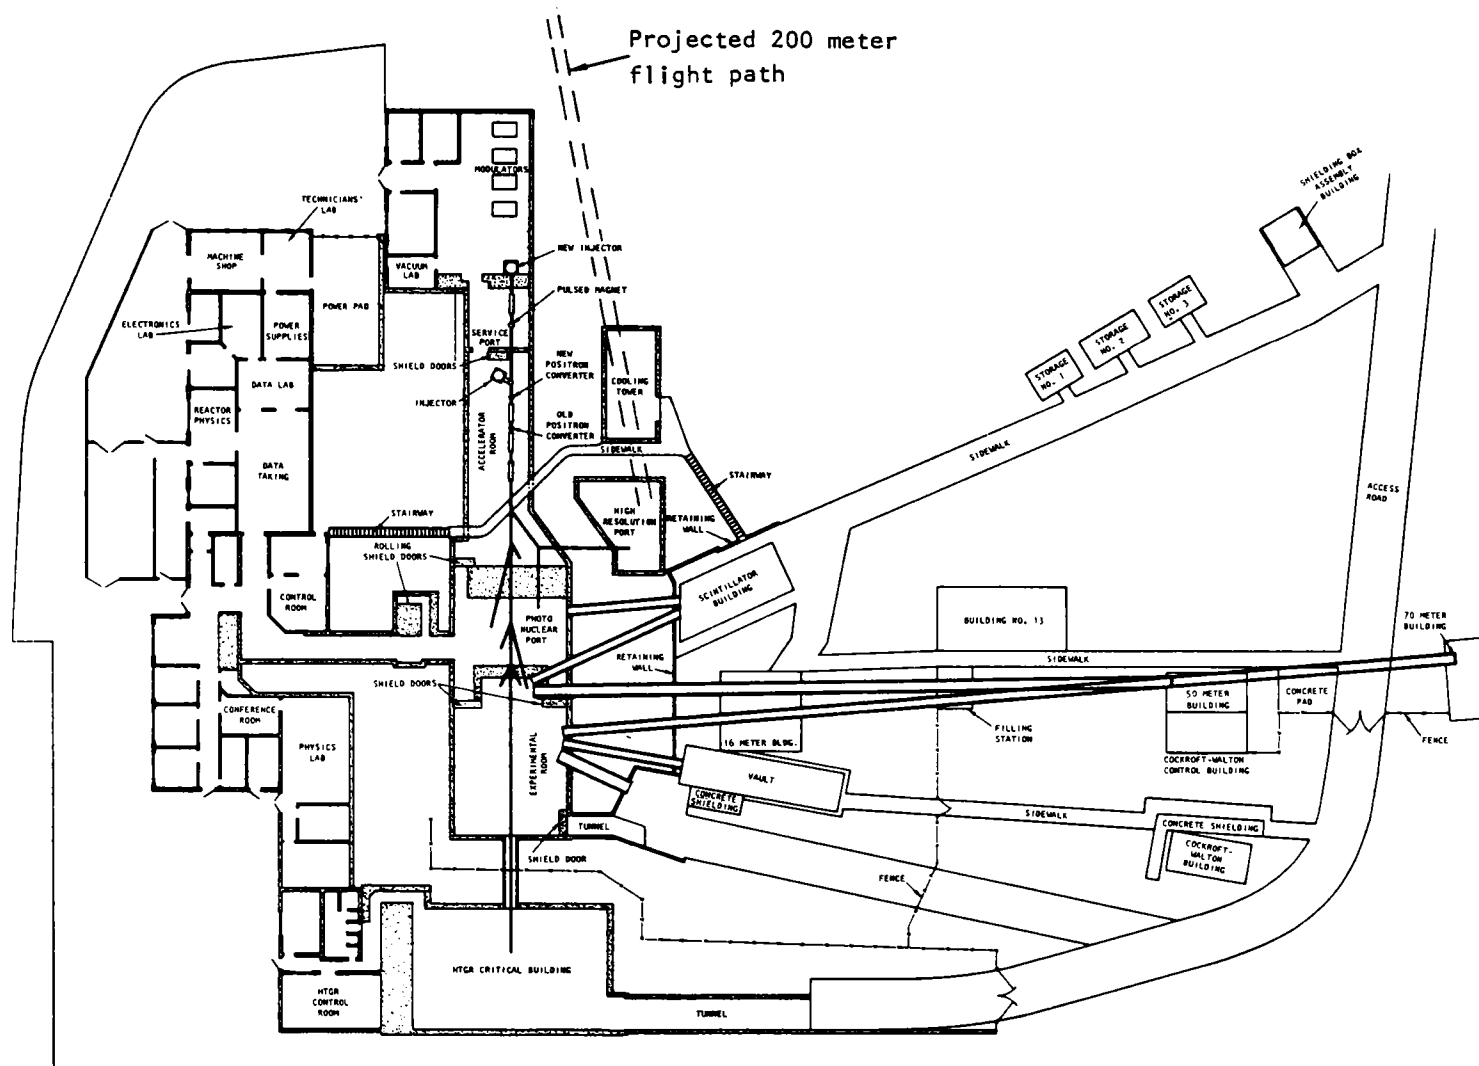 Projected 200 meter
flight path
SHIELDING BOX
ASSEMBLY
BUILDING
MODULATORS
TECHNICIANS'
LAB
MACHINE
SHOP
VACUUM
LAB
NEW INJECTOR
PULSED MAGNET
POWER PAD
ELECTRONICS
LAB
POWER
SUPPLIES
SERVICE
PORT
SHIELD DOORS
NEW
POSITRON
CONVERTER
COOLING
TOWER
STORAGE
NO. 1
STORAGE
NO. 2
STORAGE
NO. 3
DATA LAB
INJECTOR
REACTOR
PHYSICS
OLD
POSITRON
CONVERTER
ACCELERATOR
ROOM
SIDEWALK
SIDEWALK
DATA
TAKING
STAIRWAY
ACCESS
ROAD
STAIRWAY
HIGH
RESOLUTION
PORT
RETAINING
WALL
ROLLING
SHIELD DOORS
CONTROL
ROOM
SCINTILLATOR
BUILDING
PHOTO
NUCLEAR
PORT
BUILDING NO. 13
70 METER
BUILDING
RETAINING
WALL
SIDEWALK
SHIELD DOORS
CONFERENCE
ROOM
50 METER
BUILDING
CONCRETE
PAD
PHYSICS
LAB
EXPERIMENTAL
ROOM
16 METER BLDG.
FILLING
STATION
FENCE
COCKROFT-WALTON
CONTROL BUILDING
VAULT
CONCRETE
SHIELDING
SIDEWALK
TUNNEL
CONCRETE SHIELDING
SHIELD DOOR
COCKROFT-
WALTON
BUILDING
FENCE
HTGR CRITICAL BUILDING
HTGR
CONTROL
ROOM
TUNNEL